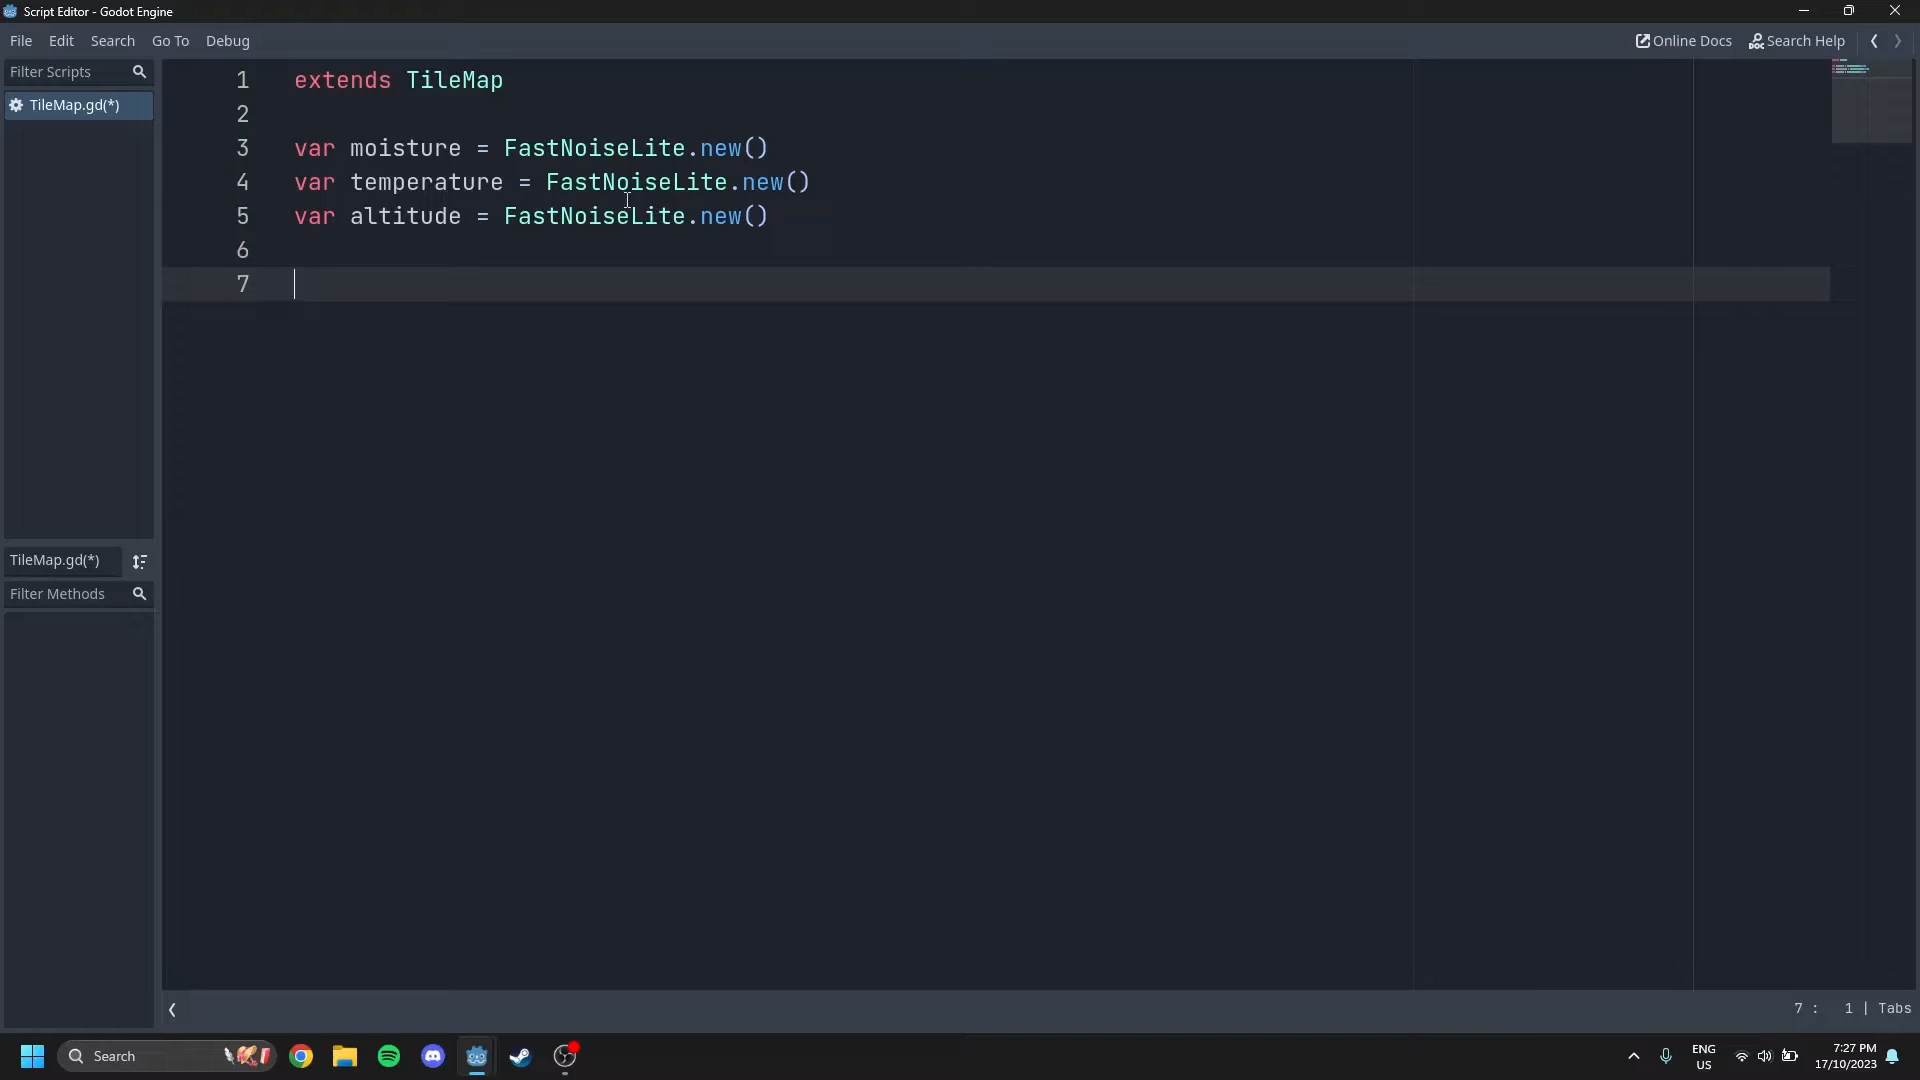 Script Editor - Godot Engine
File Edit Search Go To Debug
Online Docs Search Help
Filter Scripts
TileMap.gd(*)
1 extends TileMap
2
3 var moisture = FastNoiseLite.new()
4 var temperature = FastNoiseLite.new()
5 var altitude = FastNoiseLite.new()
6
7
TileMap.gd(*)
Filter Methods
7 : 1 | Tabs
Search
ENG
US
7:27 PM
17/10/2023